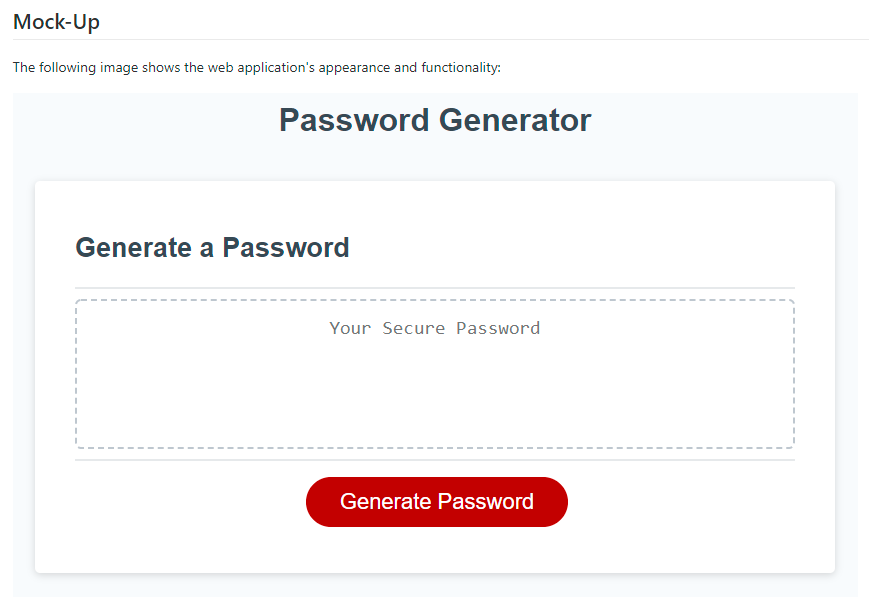 Mock-Up
The following image shows the web application's appearance and functionality:
Password Generator
Generate a Password
Your Secure Password
Generate Password